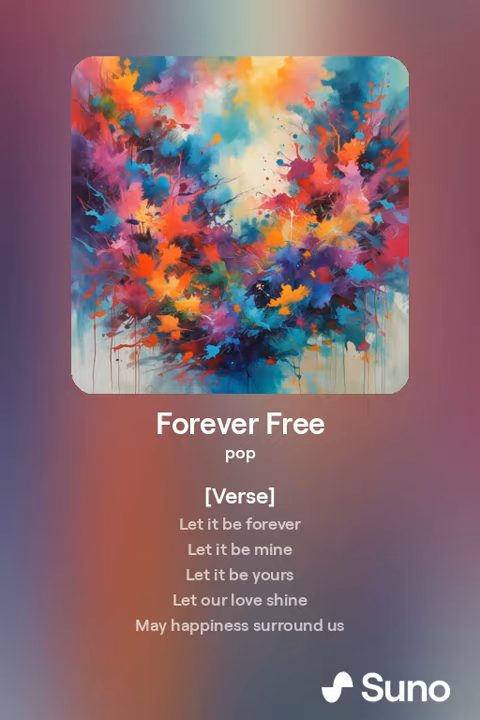 Forever Free
pop
[Verse]
Let it be forever
Let it be mine
Let it be yours
Let our love shine
May happiness surround us
Suno